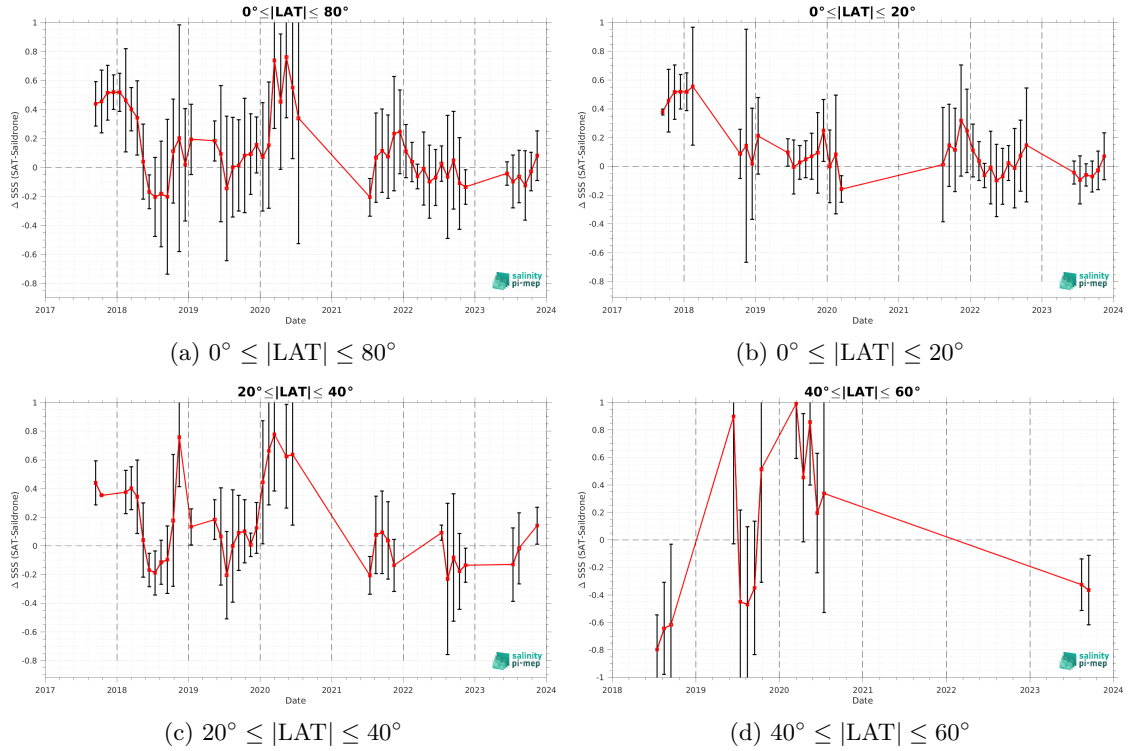 0°≤|LAT|≤ 80°
1
0.8
0.6
0.4
0.2
0
-0.2
-0.4
-0.6
-0.8
Δ SSS (SAT-Saildrone)
salinity
pi-mep
2017 2018 2019 2020 2021 2022 2023 2024
Date
(a) 0° ≤ |LAT| ≤ 80°
0°≤|LAT|≤ 20°
1
0.8
0.6
0.4
0.2
0
-0.2
-0.4
-0.6
-0.8
Δ SSS (SAT-Saildrone)
salinity
pi-mep
2017 2018 2019 2020 2021 2022 2023 2024
Date
(b) 0° ≤ |LAT| ≤ 20°
20°≤|LAT|≤ 40°
1
0.8
0.6
0.4
0.2
0
-0.2
-0.4
-0.6
-0.8
Δ SSS (SAT-Saildrone)
salinity
pi-mep
2017 2018 2019 2020 2021 2022 2023 2024
Date
(c) 20° ≤ |LAT| ≤ 40°
40°≤|LAT|≤ 60°
1
0.8
0.6
0.4
0.2
0
-0.2
-0.4
-0.6
-0.8
-1
Δ SSS (SAT-Saildrone)
salinity
pi-mep
2018 2019 2020 2021 2022 2023 2024
Date
(d) 40° ≤ |LAT| ≤ 60°